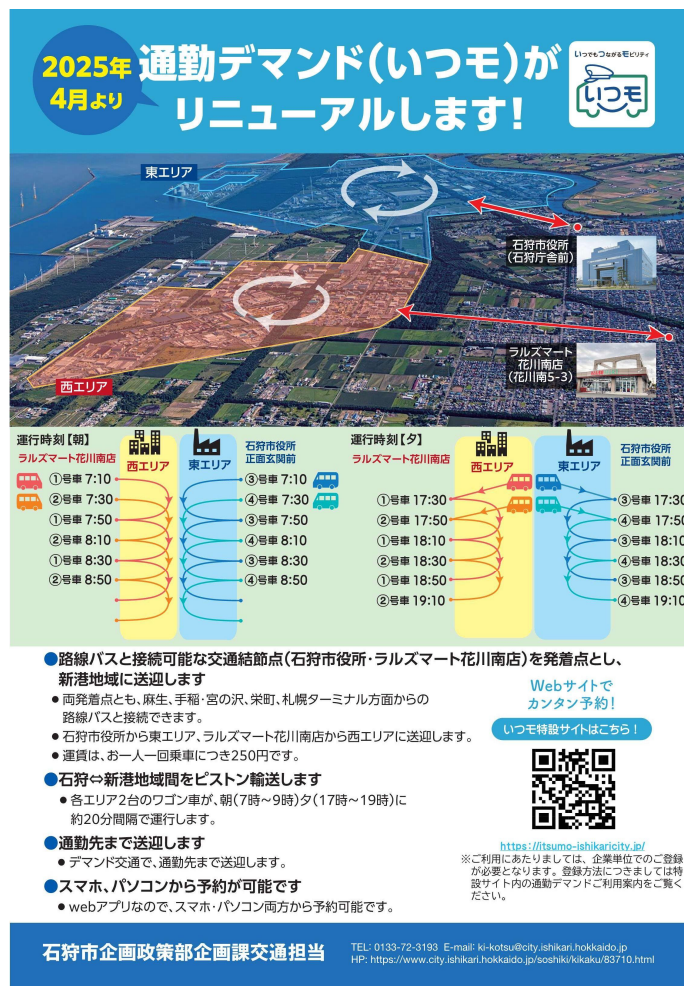 2025年
4月より
通勤デマンド（いつモ）が
リニューアルします！
いつでもつながるモビリティ
いつモ
東エリア
石狩市役所
（石狩庁舎前）
ラルズマート
花川南店
（花川南5-3）
西エリア
運行時刻【朝】
ラルズマート花川南店
西エリア
東エリア
石狩市役所
正面玄関前
①号車 7:10
②号車 7:30
①号車 7:50
②号車 8:10
①号車 8:30
②号車 8:50
③号車 7:10
④号車 7:30
③号車 7:50
④号車 8:10
③号車 8:30
④号車 8:50
運行時刻【夕】
ラルズマート花川南店
西エリア
東エリア
石狩市役所
正面玄関前
①号車 17:30
②号車 17:50
①号車 18:10
②号車 18:30
①号車 18:50
②号車 19:10
③号車 17:30
④号車 17:50
③号車 18:10
④号車 18:30
③号車 18:50
④号車 19:10
●路線バスと接続可能な交通結節点（石狩市役所・ラルズマート花川南店）を発着点とし、
新港地域に送迎します
● 両発着点とも、麻生、手稲・宮の沢、栄町、札幌ターミナル方面からの
路線バスと接続できます。
● 石狩市役所から東エリア、ラルズマート花川南店から西エリアに送迎します。
● 運賃は、お一人一回乗車につき250円です。
●石狩⇔新港地域間をピストン輸送します
● 各エリア2台のワゴン車が、朝（7時～9時）夕（17時～19時）に
約20分間隔で運行します。
●通勤先まで送迎します
● デマンド交通で、通勤先まで送迎します。
●スマホ、パソコンから予約が可能です
● webアプリなので、スマホ・パソコン両方から予約可能です。
Webサイトで
カンタン予約！
いつモ特設サイトはこちら！
https://itsumo-ishikaricity.jp/
※ご利用にあたりましては、企業単位でのご登録
が必要となります。登録方法につきましては特
設サイト内の通勤デマンドご利用案内をご覧く
ださい。
石狩市企画政策部企画課交通担当
TEL: 0133-72-3193 E-mail: ki-kotsu@city.ishikari.hokkaido.jp
HP: https://www.city.ishikari.hokkaido.jp/soshiki/kikaku/83710.html